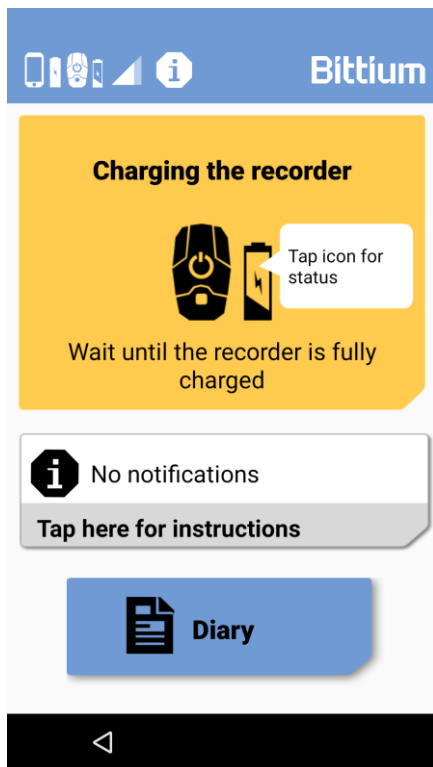 Bittium
Charging the recorder
Tap icon for
status
Wait until the recorder is fully
charged
No notifications
Tap here for instructions
Diary